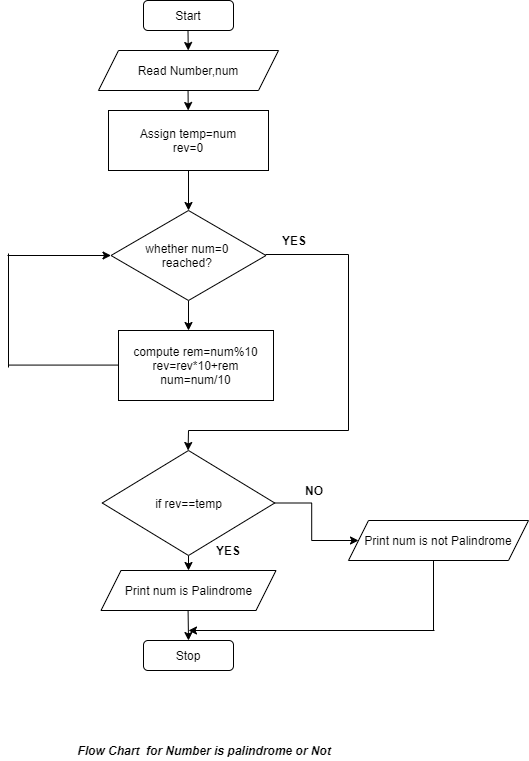 Start
Read Number,num
Assign temp=num
rev=0
whether num=0
reached?
YES
compute rem=num%10
rev=rev*10+rem
num=num/10
if rev==temp
NO
YES
Print num is not Palindrome
Print num is Palindrome
Stop
Flow Chart for Number is palindrome or Not